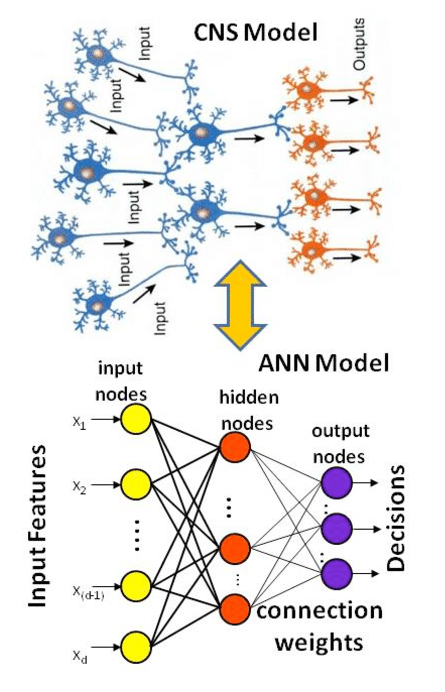 CNS Model
Input
Input
Input
Input
Input
Outputs
ANN Model
input
nodes
hidden
nodes
output
nodes
Input Features
X1
X2
X(d-1)
Xd
Decisions
connection
weights